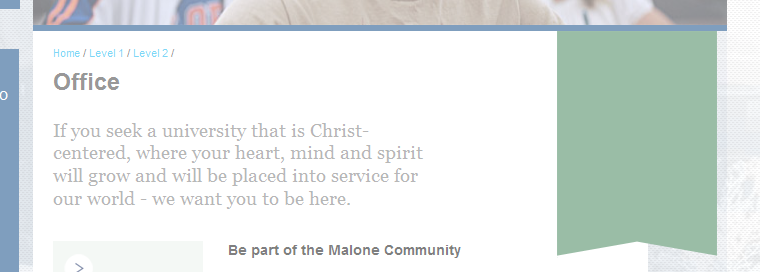 Home / Level 1 / Level 2 /
Office
If you seek a university that is Christ-
centered, where your heart, mind and spirit
will grow and will be placed into service for
our world - we want you to be here.
Be part of the Malone Community